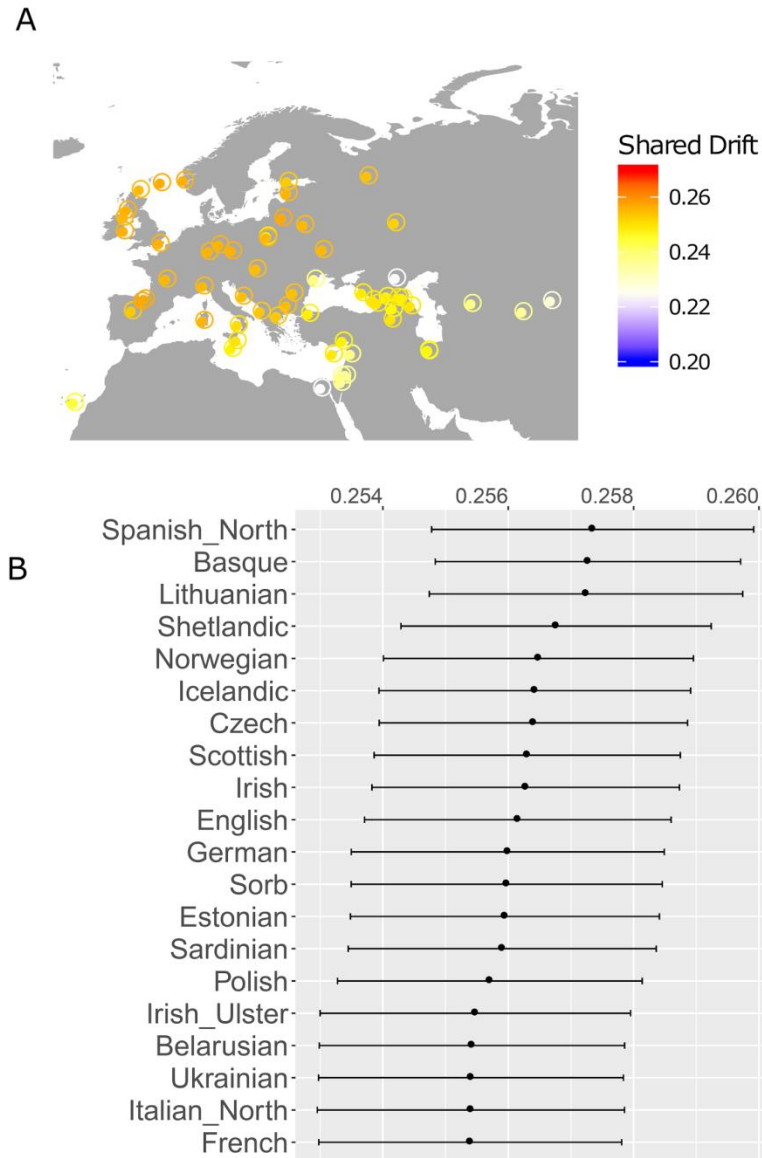 A
Shared Drift
0.26
0.24
0.22
0.20
B
0.254 0.256 0.258 0.260
Spanish_North
Basque
Lithuanian
Shetlandic
Norwegian
Icelandic
Czech
Scottish
Irish
English
German
Sorb
Estonian
Sardinian
Polish
Irish_Ulster
Belarusian
Ukrainian
Italian_North
French